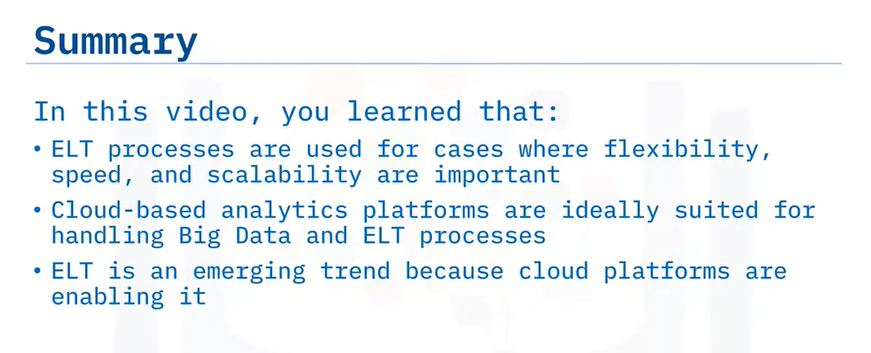 Summary
In this video, you learned that:
• ELT processes are used for cases where flexibility,
speed, and scalability are important
• Cloud-based analytics platforms are ideally suited for
handling Big Data and ELT processes
• ELT is an emerging trend because cloud platforms are
enabling it